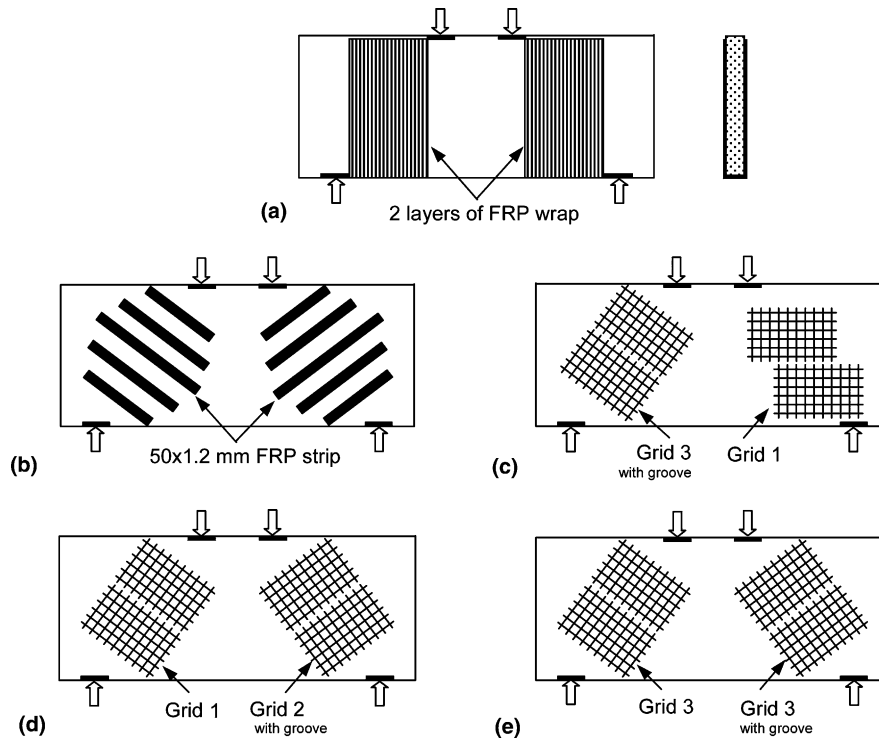 (a)
2 layers of FRP wrap
(b)
50x1.2 mm FRP strip
(c)
Grid 3
with groove
Grid 1
(d)
Grid 1
Grid 2
with groove
(e)
Grid 3
Grid 3
with groove